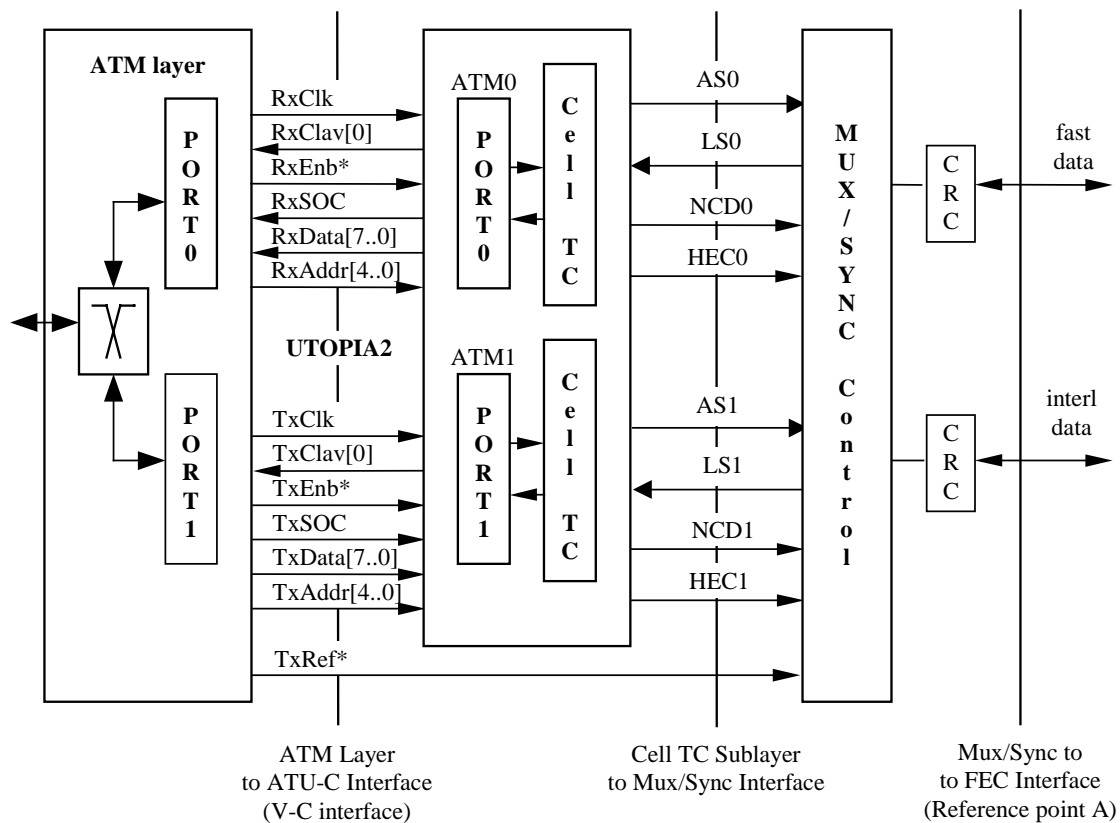 ATM layer
PORT0
PORT1
RxClk
RxClav[0]
RxEnb*
RxSOC
RxData[7..0]
RxAddr[4..0]
UTOPIA2
TxClk
TxClav[0]
TxEnb*
TxSOC
TxData[7..0]
TxAddr[4..0]
TxRef*
ATM0
PORT0
Cell TC
ATM1
PORT1
Cell TC
AS0
LS0
NCD0
HEC0
AS1
LS1
NCD1
HEC1
MUX/SYNC Control
CRC
fast
data
CRC
interl
data
ATM Layer
to ATU-C Interface
(V-C interface)
Cell TC Sublayer
to Mux/Sync Interface
Mux/Sync to
to FEC Interface
(Reference point A)